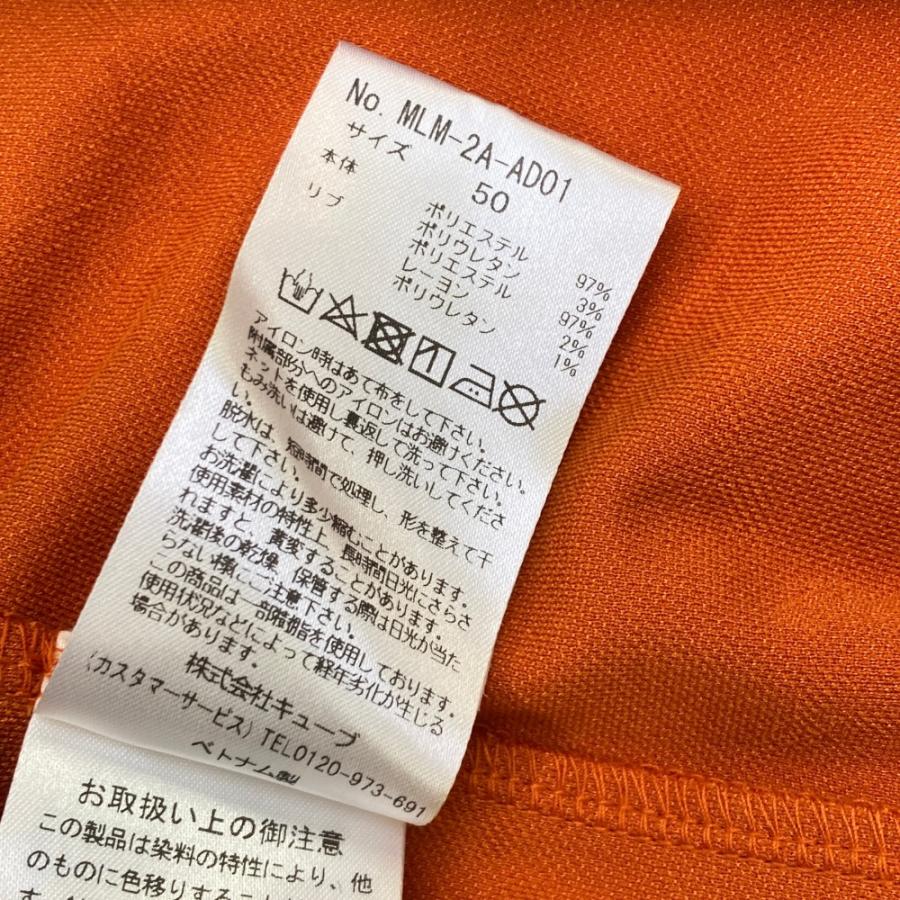 No. MLM-2A-AD01
サイズ 50
本体 ポリエステル 97%
ポリウレタン 3%
リブ ポリエステル 97%
レーヨン 2%
ポリウレタン 1%
アイロン時はあて布をして下さい。
附属部分へのアイロンはお避けください。
ネットを使用し裏返して洗って下さい。
もみ洗いは避けて、押し洗いしてくださ
い。
脱水は、短時間で処理し、形を整えて干
して下さい。
お洗濯により多少縮むことがあります。
使用素材の特性上、長時間日光にさらさ
れますと、黄変することがあります。
洗濯後の乾燥、保管する際は日光が当た
らない様にご注意下さい。
この商品は一部樹脂を使用しております。
使用状況などによって経年劣化が生じる
場合があります。
株式会社キューブ
(カスタマーサービス) TEL0120-973-691
ベトナム製
お取扱い上の御注意
この製品は染料の特性により、他
のものに色移りすること